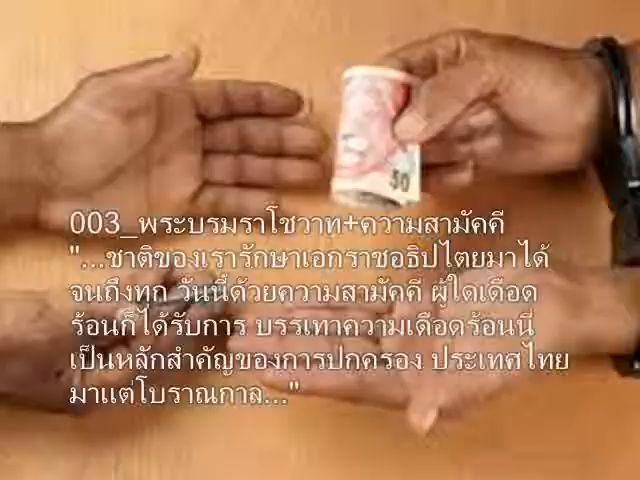 50
003_พระบรมราโชวาท+ความสามัคคี
"...ชาติของเรารักษาเอกราชอธิปไตยมาได้
จนถึงทุก วันนี้ด้วยความสามัคคี ผู้ใดเดือด
ร้อนก็ได้รับการ บรรเทาความเดือดร้อนนี่
เป็นหลักสำคัญของการปกครอง ประเทศไทย
มาแต่โบราณกาล..."